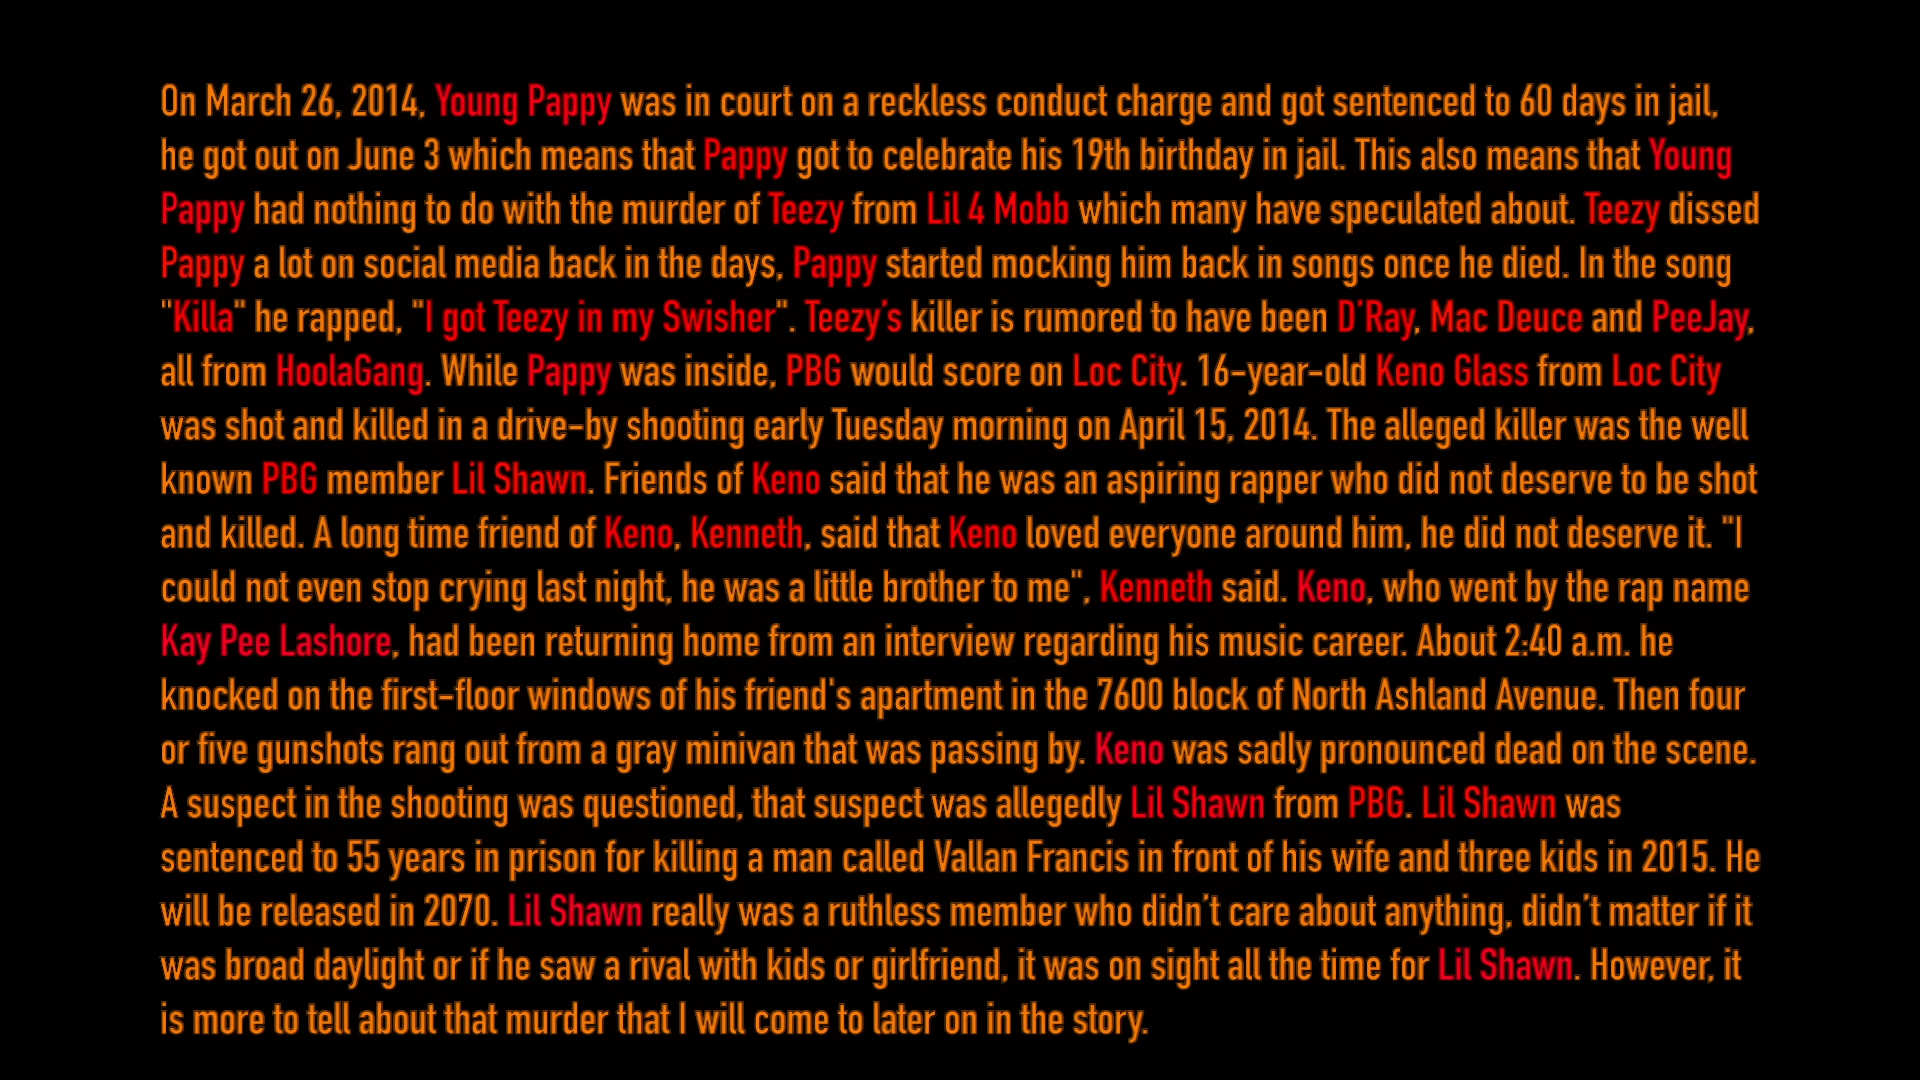 On March 26, 2014, Young Pappy was in court on a reckless conduct charge and got sentenced to 60 days in jail,
he got out on June 3 which means that Pappy got to celebrate his 19th birthday in jail. This also means that Young
Pappy had nothing to do with the murder of Teezy from Lil 4 Mobb which many have speculated about. Teezy dissed
Pappy a lot on social media back in the days, Pappy started mocking him back in songs once he died. In the song
"Killa" he rapped, "I got Teezy in my Swisher". Teezy’s killer is rumored to have been D’Ray, Mac Deuce and PeeJay,
all from HoolaGang. While Pappy was inside, PBG would score on Loc City. 16-year-old Keno Glass from Loc City
was shot and killed in a drive-by shooting early Tuesday morning on April 15, 2014. The alleged killer was the well
known PBG member Lil Shawn. Friends of Keno said that he was an aspiring rapper who did not deserve to be shot
and killed. A long time friend of Keno, Kenneth, said that Keno loved everyone around him, he did not deserve it. "I
could not even stop crying last night, he was a little brother to me", Kenneth said. Keno, who went by the rap name
Kay Pee Lashore, had been returning home from an interview regarding his music career. About 2:40 a.m. he
knocked on the first-floor windows of his friend's apartment in the 7600 block of North Ashland Avenue. Then four
or five gunshots rang out from a gray minivan that was passing by. Keno was sadly pronounced dead on the scene.
A suspect in the shooting was questioned, that suspect was allegedly Lil Shawn from PBG. Lil Shawn was
sentenced to 55 years in prison for killing a man called Vallan Francis in front of his wife and three kids in 2015. He
will be released in 2070. Lil Shawn really was a ruthless member who didn’t care about anything, didn’t matter if it
was broad daylight or if he saw a rival with kids or girlfriend, it was on sight all the time for Lil Shawn. However, it
is more to tell about that murder that I will come to later on in the story.